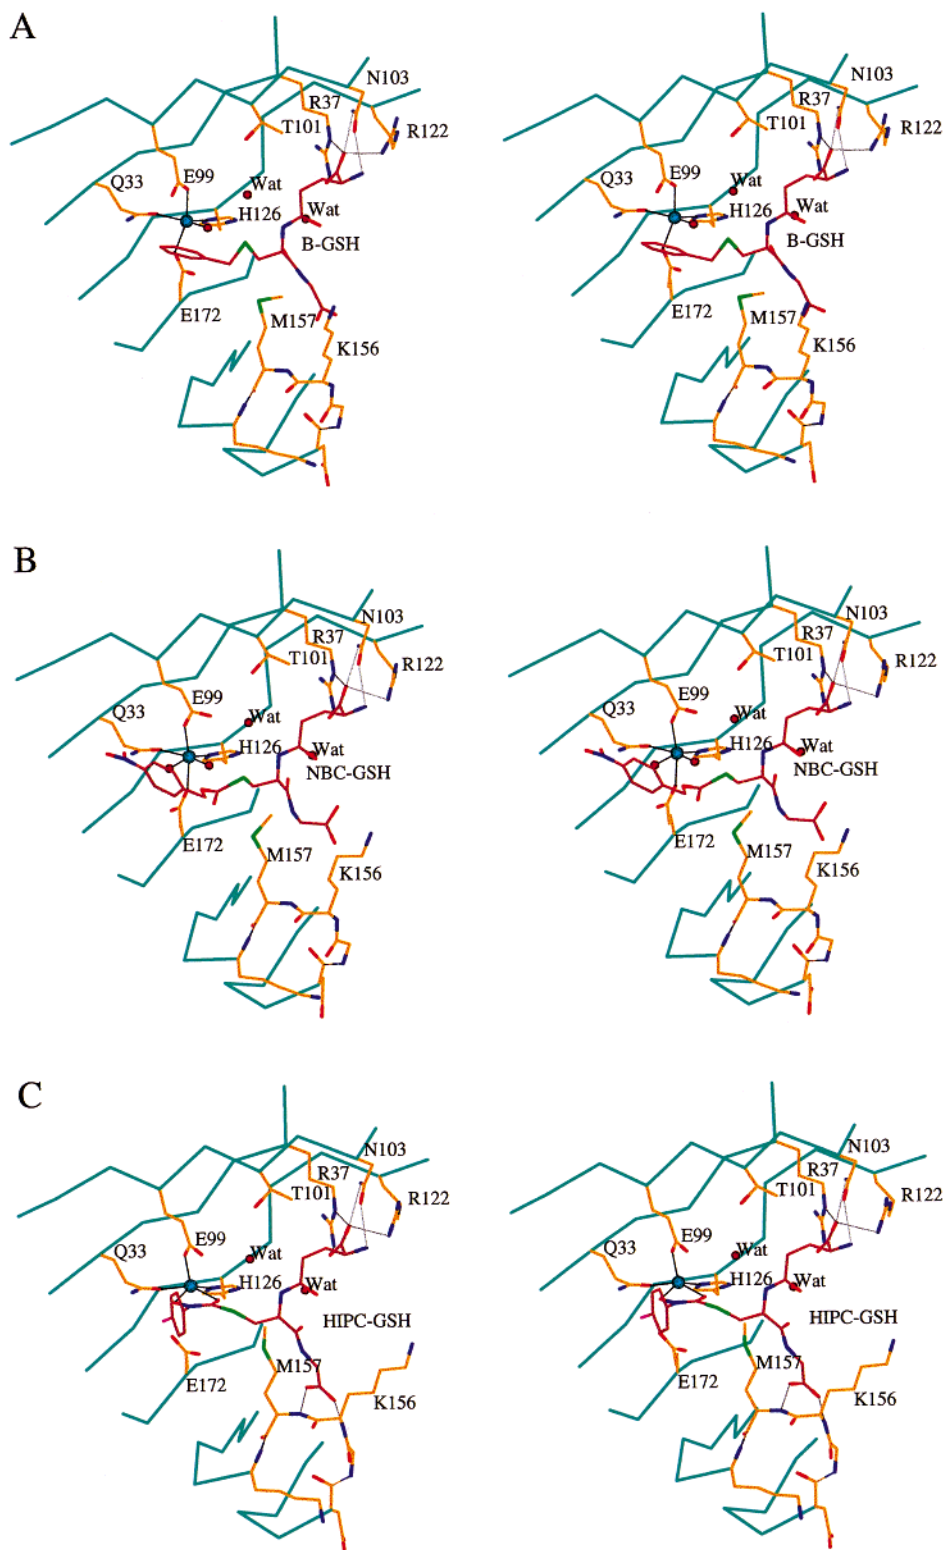 A
N103
R37
T101
R122
E99
Wat
Q33
H126
Wat
B-GSH
E172
M157
K156
N103
R37
T101
R122
E99
Wat
Q33
H126
Wat
B-GSH
E172
M157
K156
B
N103
R37
T101
R122
E99
Q33
Wat
H126
Wat
NBC-GSH
E172
M157
K156
N103
R37
T101
R122
E99
Q33
Wat
H126
Wat
NBC-GSH
E172
M157
K156
C
N103
R37
T101
R122
E99
Q33
Wat
H126
Wat
HIPC-GSH
M157
E172
K156
N103
R37
T101
R122
E99
Q33
Wat
H126
Wat
HIPC-GSH
M157
E172
K156